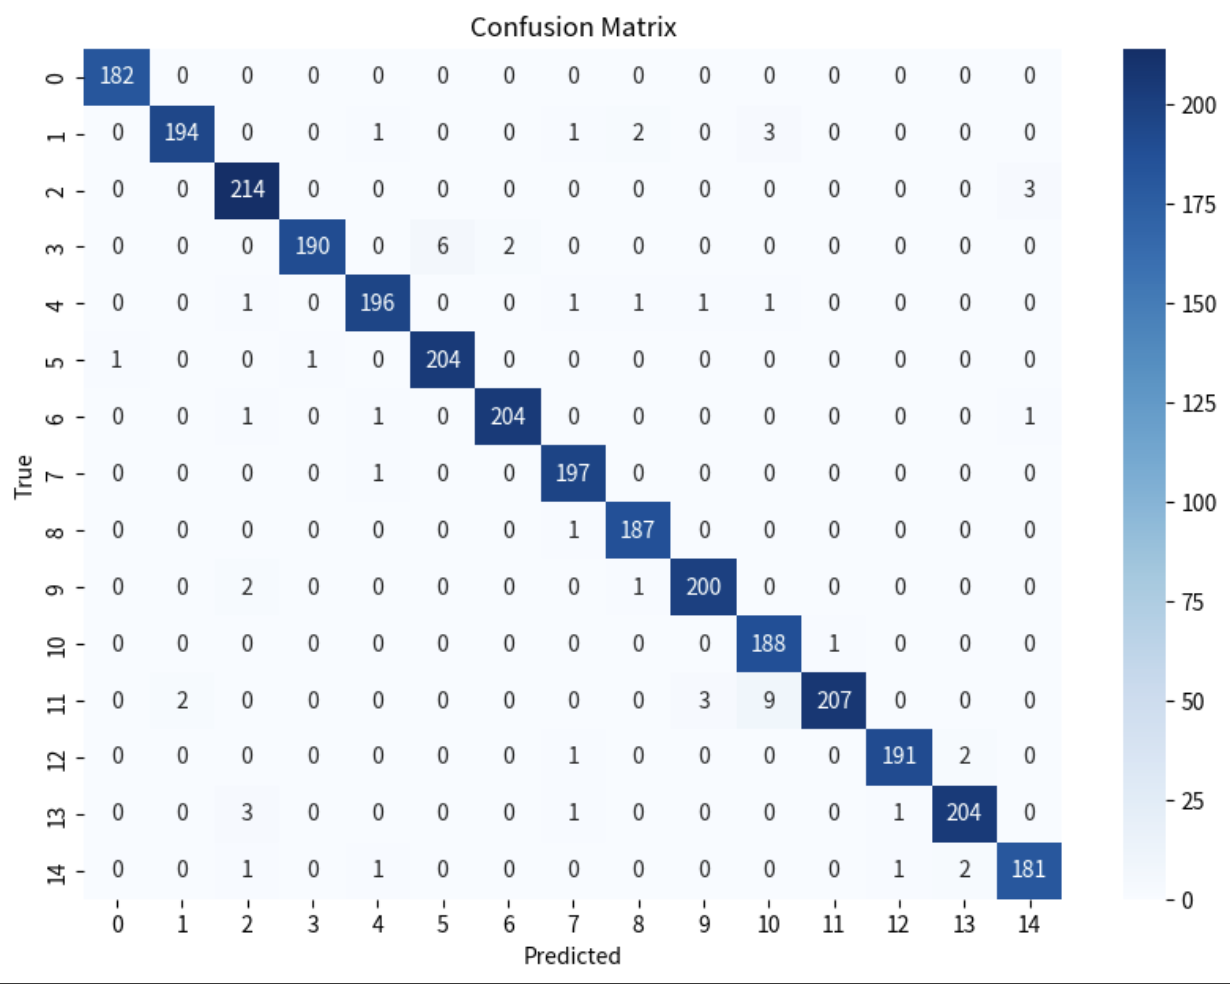 Confusion Matrix
0 182 0 0 0 0 0 0 0 0 0 0 0 0 0 0
1 0 194 0 0 1 0 0 1 2 0 3 0 0 0 0
2 0 0 214 0 0 0 0 0 0 0 0 0 0 0 3
3 0 0 0 190 0 6 2 0 0 0 0 0 0 0 0
4 0 0 1 0 196 0 0 1 1 1 1 0 0 0 0
5 1 0 0 1 0 204 0 0 0 0 0 0 0 0 0
6 0 0 1 0 1 0 204 0 0 0 0 0 0 0 1
7 0 0 0 0 1 0 0 197 0 0 0 0 0 0 0
8 0 0 0 0 0 0 0 1 187 0 0 0 0 0 0
9 0 0 2 0 0 0 0 0 1 200 0 0 0 0 0
10 0 0 0 0 0 0 0 0 0 0 188 1 0 0 0
11 0 2 0 0 0 0 0 0 0 3 9 207 0 0 0
12 0 0 0 0 0 0 0 1 0 0 0 0 191 2 0
13 0 0 3 0 0 0 0 1 0 0 0 0 1 204 0
14 0 0 1 0 1 0 0 0 0 0 0 0 1 2 181
0 1 2 3 4 5 6 7 8 9 10 11 12 13 14
Predicted
True
200
175
150
125
100
75
50
25
0